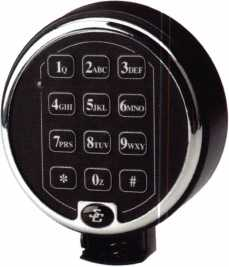 1Q 2ABC 3DEF
4GHI 5JKL 6MNO
7PRS 8TUV 9WXY
* 0Z #